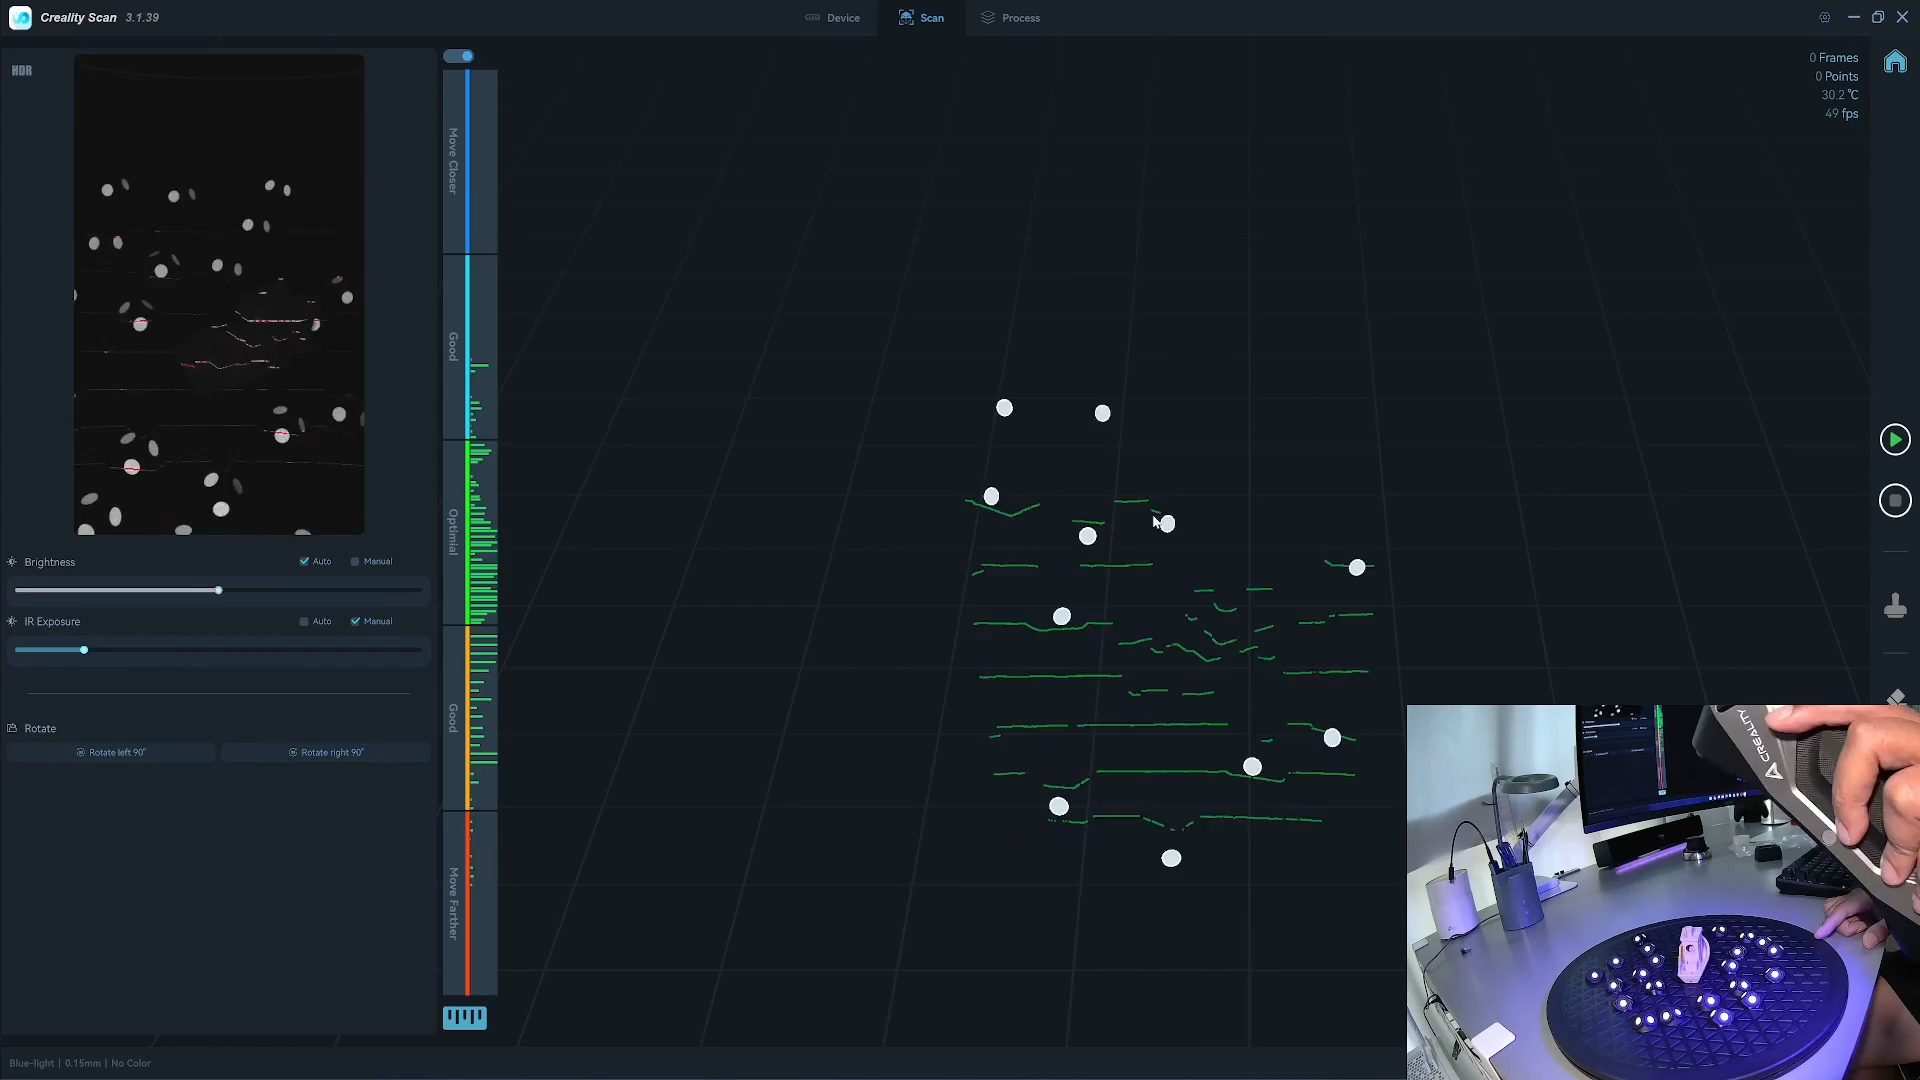 Creality Scan 3.1.39
Device
Scan
Process
HDR
0 Frames
0 Points
30.2 ℃
49 fps
Move Closer
Good
Optimial
Good
Move Farther
Brightness
Auto
Manual
IR Exposure
Auto
Manual
Rotate
Rotate left 90°
Rotate right 90°
Blue-light | 0.15mm | No Color
CREALITY